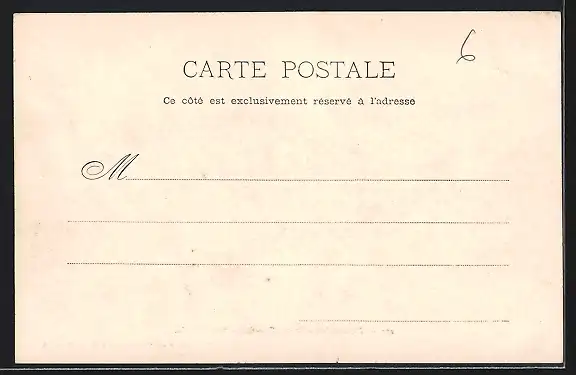 6
CARTE POSTALE
Ce côté est exclusivement réservé à l'adresse
M